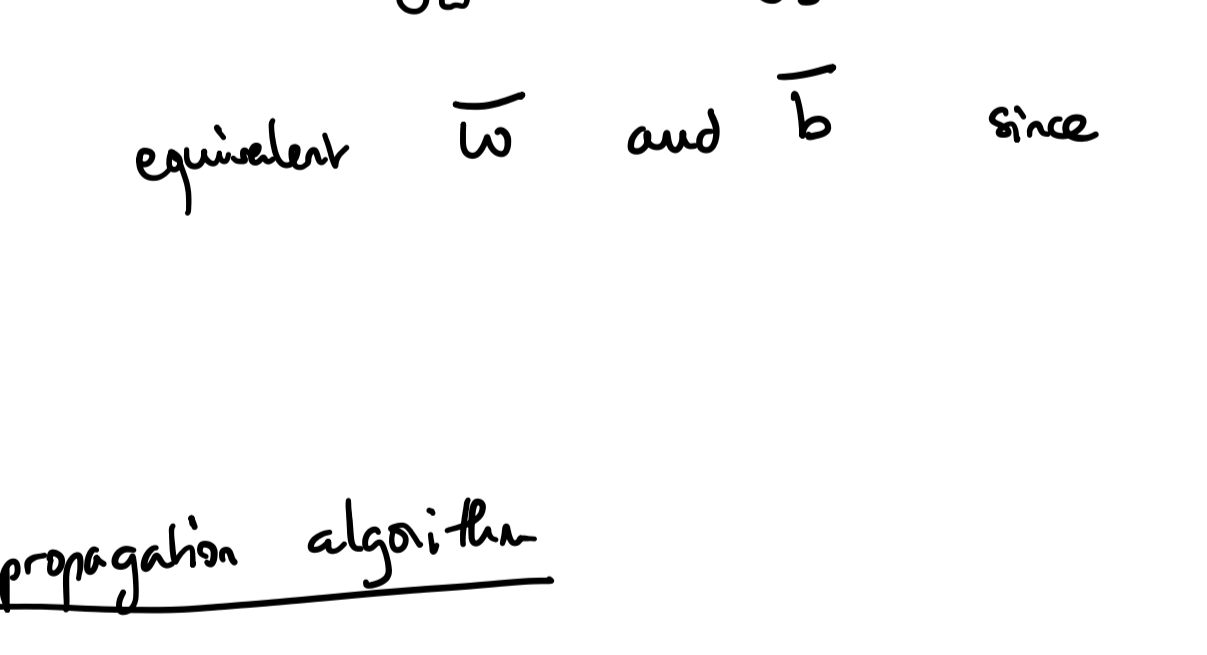 equivalent w̅ and b̅ since
propagation algorithm